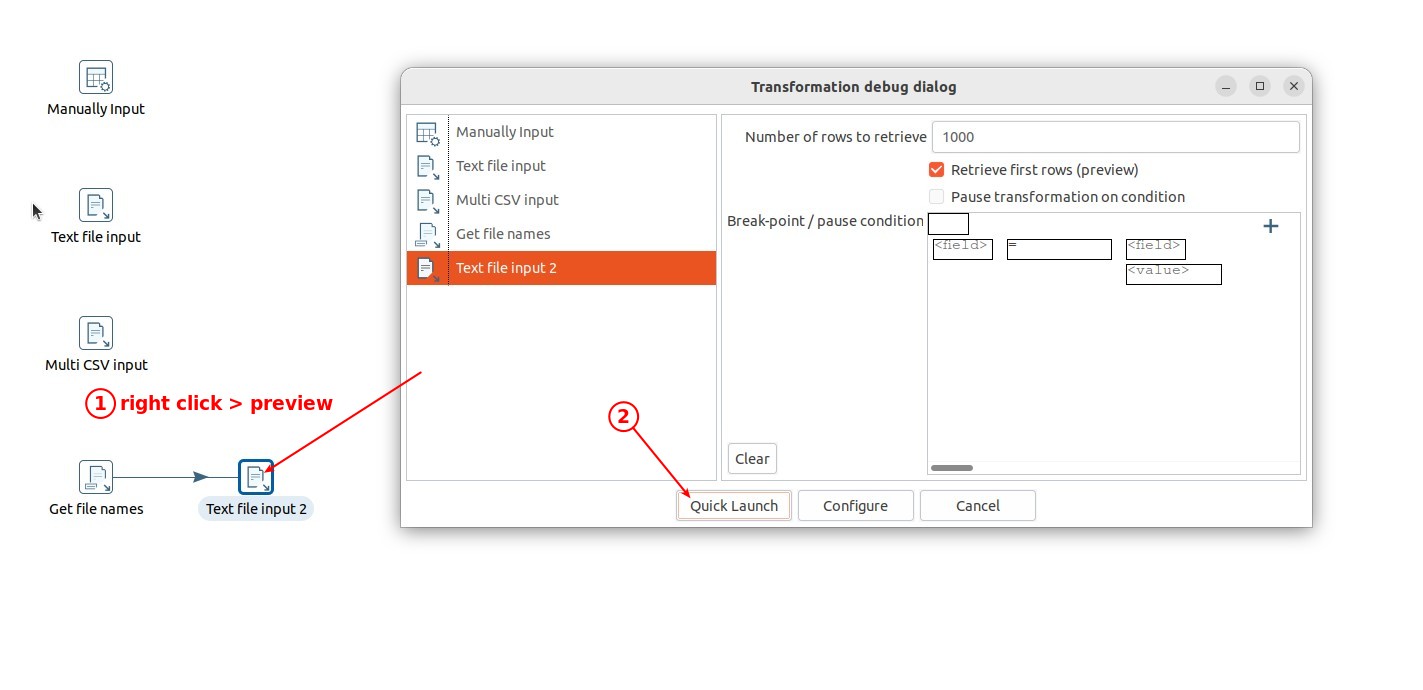 Manually Input
Text file input
Multi CSV input
1 right click > preview
Get file names
Text file input 2
Transformation debug dialog
Manually Input
Text file input
Multi CSV input
Get file names
Text file input 2
Number of rows to retrieve 1000
Retrieve first rows (preview)
Pause transformation on condition
Break-point / pause condition
<field> = <field>
<value>
2
Clear
Quick Launch Configure Cancel